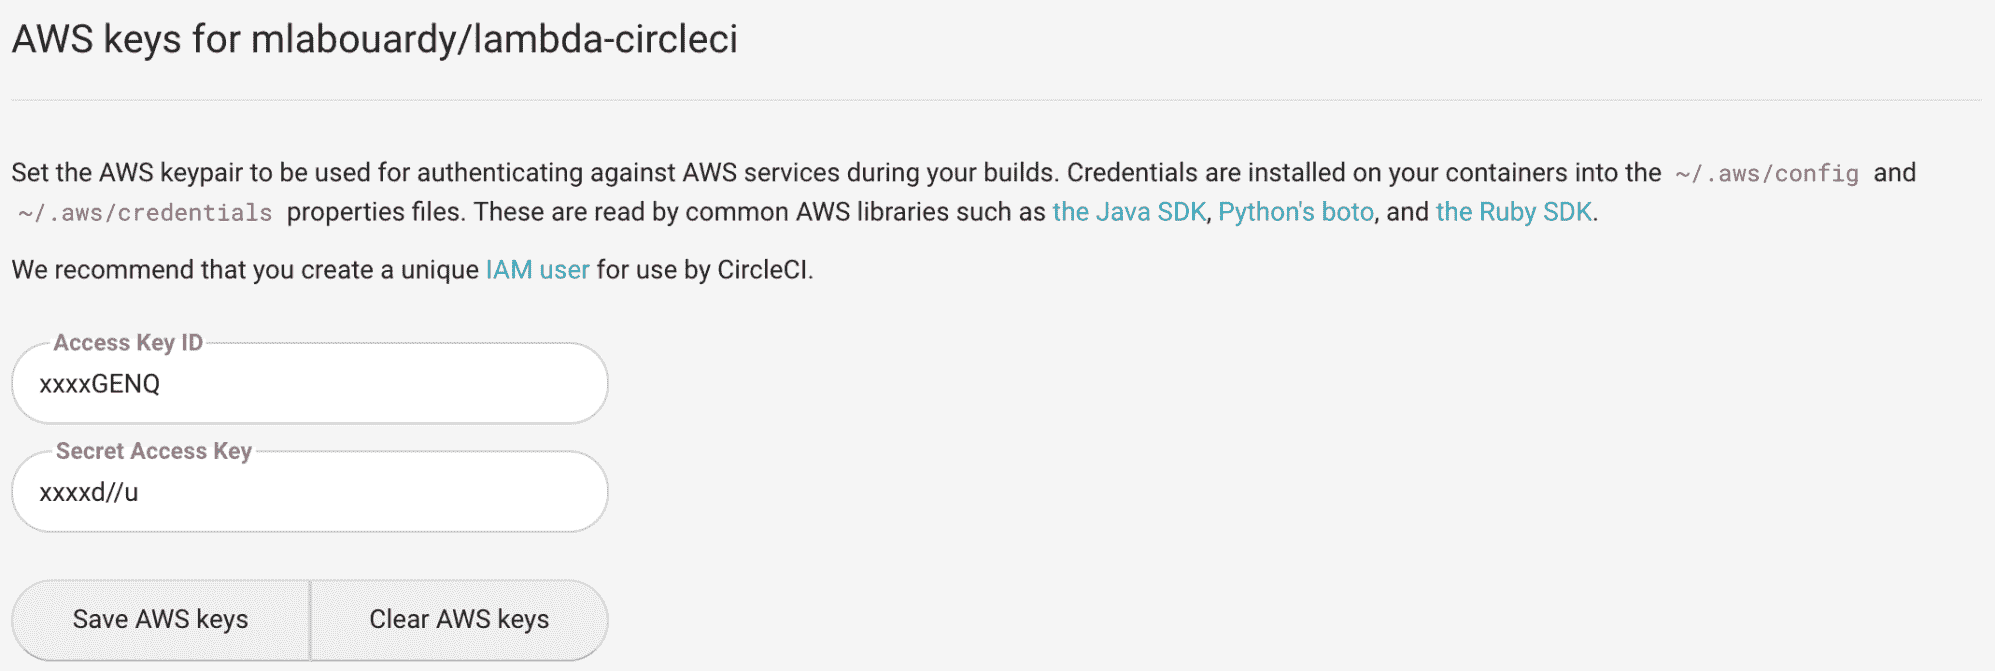 AWS keys for mlabouardy/lambda-circleci
Set the AWS keypair to be used for authenticating against AWS services during your builds. Credentials are installed on your containers into the ~/.aws/config and
~/.aws/credentials properties files. These are read by common AWS libraries such as the Java SDK, Python's boto, and the Ruby SDK.
We recommend that you create a unique IAM user for use by CircleCI.
Access Key ID
xxxxGENQ
Secret Access Key
xxxxd//u
Save AWS keys
Clear AWS keys